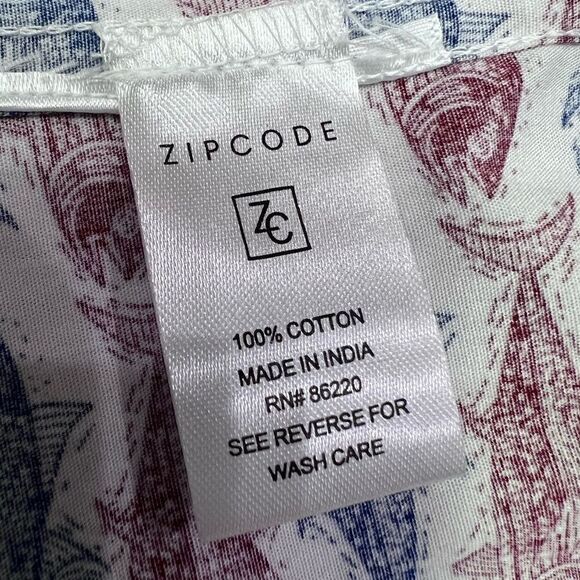 ZIPCODE
ZC
100% COTTON
MADE IN INDIA
RN# 86220
SEE REVERSE FOR
WASH CARE